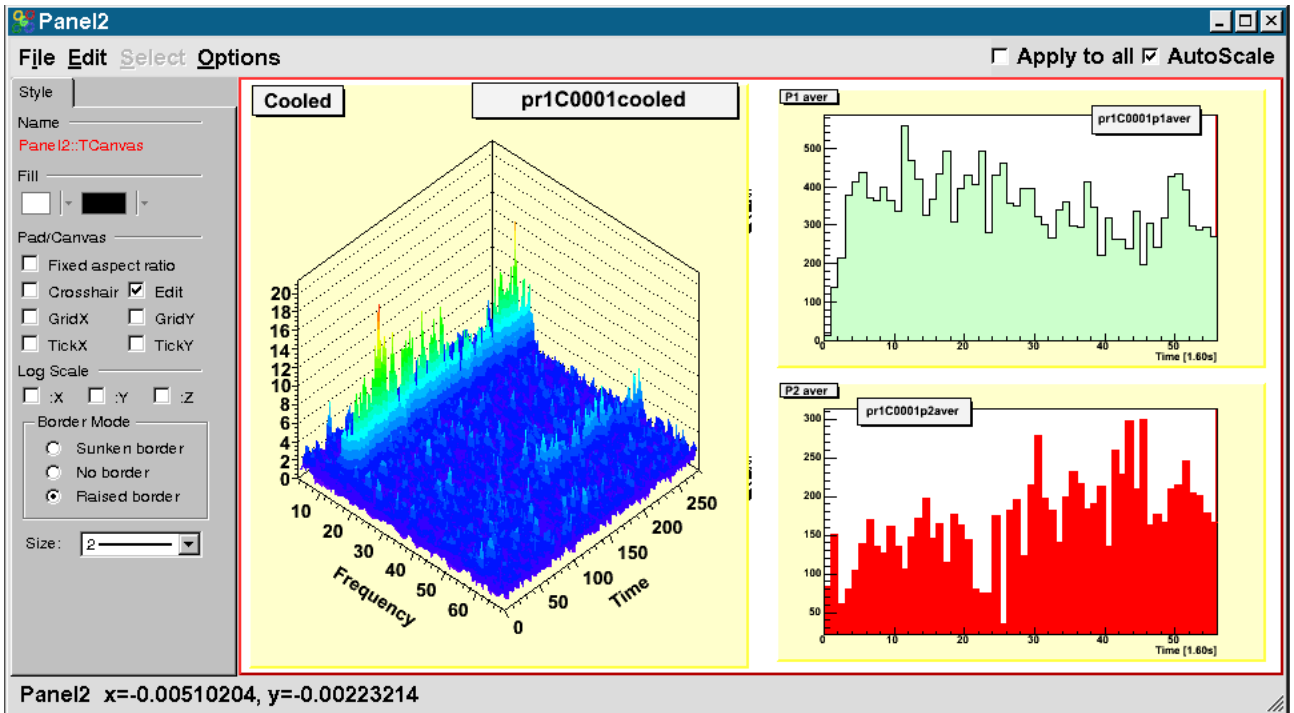 Panel2
File Edit Select Options
Apply to all AutoScale
Style
Name
Panel2::TCanvas
Fill
Pad/Canvas
Fixed aspect ratio
Crosshair Edit
GridX GridY
TickX TickY
Log Scale
:X :Y :Z
Border Mode
Sunken border
No border
Raised border
Size: 2
Cooled
pr1C0001cooled
20
18
16
14
12
10
8
6
4
2
0
10
20
30
40
50
60
Frequency
0
50
100
150
200
250
Time
P1 aver
pr1C0001p1aver
500
400
300
200
100
0
0 10 20 30 40 50
Time [1.60s]
P2 aver
pr1C0001p2aver
300
250
200
150
100
50
0 10 20 30 40 50
Time [1.60s]
Panel2 x=-0.00510204, y=-0.00223214